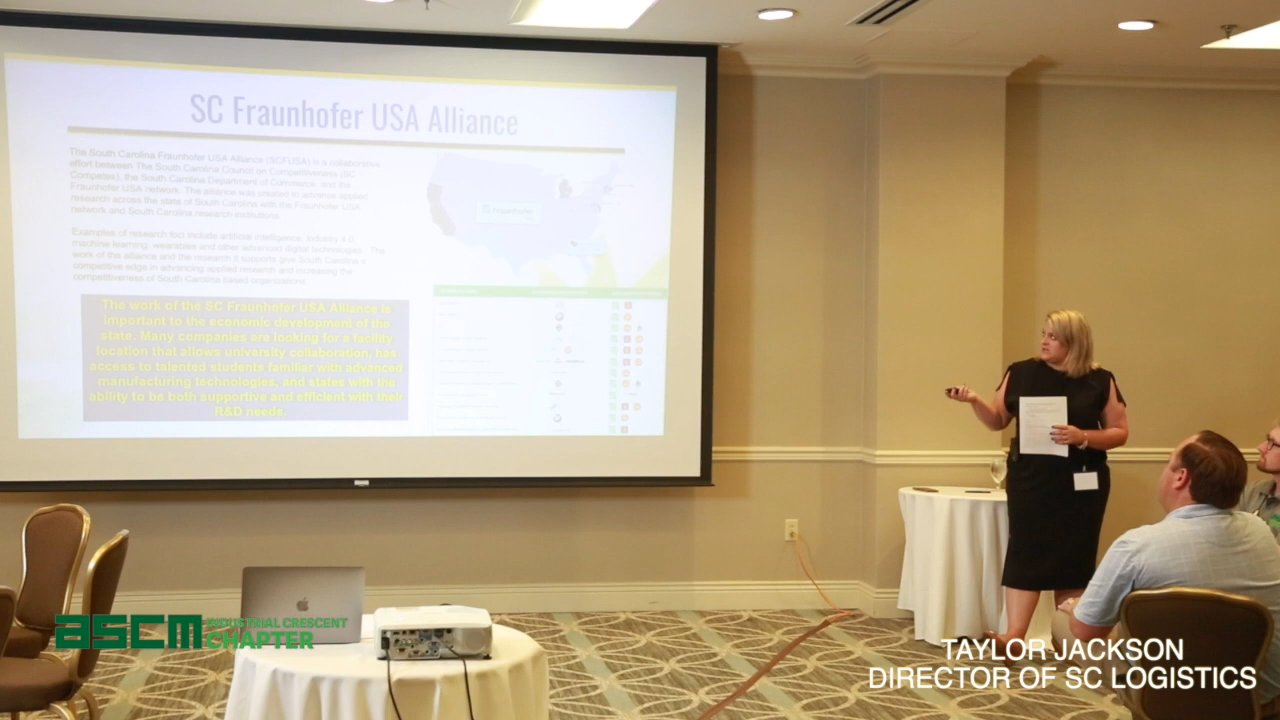 SC Fraunhofer USA Alliance
The South Carolina Fraunhofer USA Alliance (SCFUSA) is a collaborative
effort between The South Carolina Council on Competitiveness (SC
Competes), the South Carolina Department of Commerce, and the
Fraunhofer USA network. The alliance was created to advance applied
research across the state of South Carolina with the Fraunhofer USA
network and South Carolina research institutions.
Examples of research foci include artificial intelligence, industry 4.0,
machine learning, wearables and other advanced digital technologies. The
work of the alliance and the research it supports give South Carolina a
competitive edge in advancing applied research and increasing the
competitiveness of South Carolina based organizations.
Fraunhofer
The work of the SC Fraunhofer USA Alliance is
important to the economic development of the
state. Many companies are looking for a facility
location that allows university collaboration, has
access to talented students familiar with advanced
manufacturing technologies, and states with the
ability to be both supportive and efficient with their
R&D needs.
ascm INDUSTRIAL CRESCENT
CHAPTER
TAYLOR JACKSON
DIRECTOR OF SC LOGISTICS